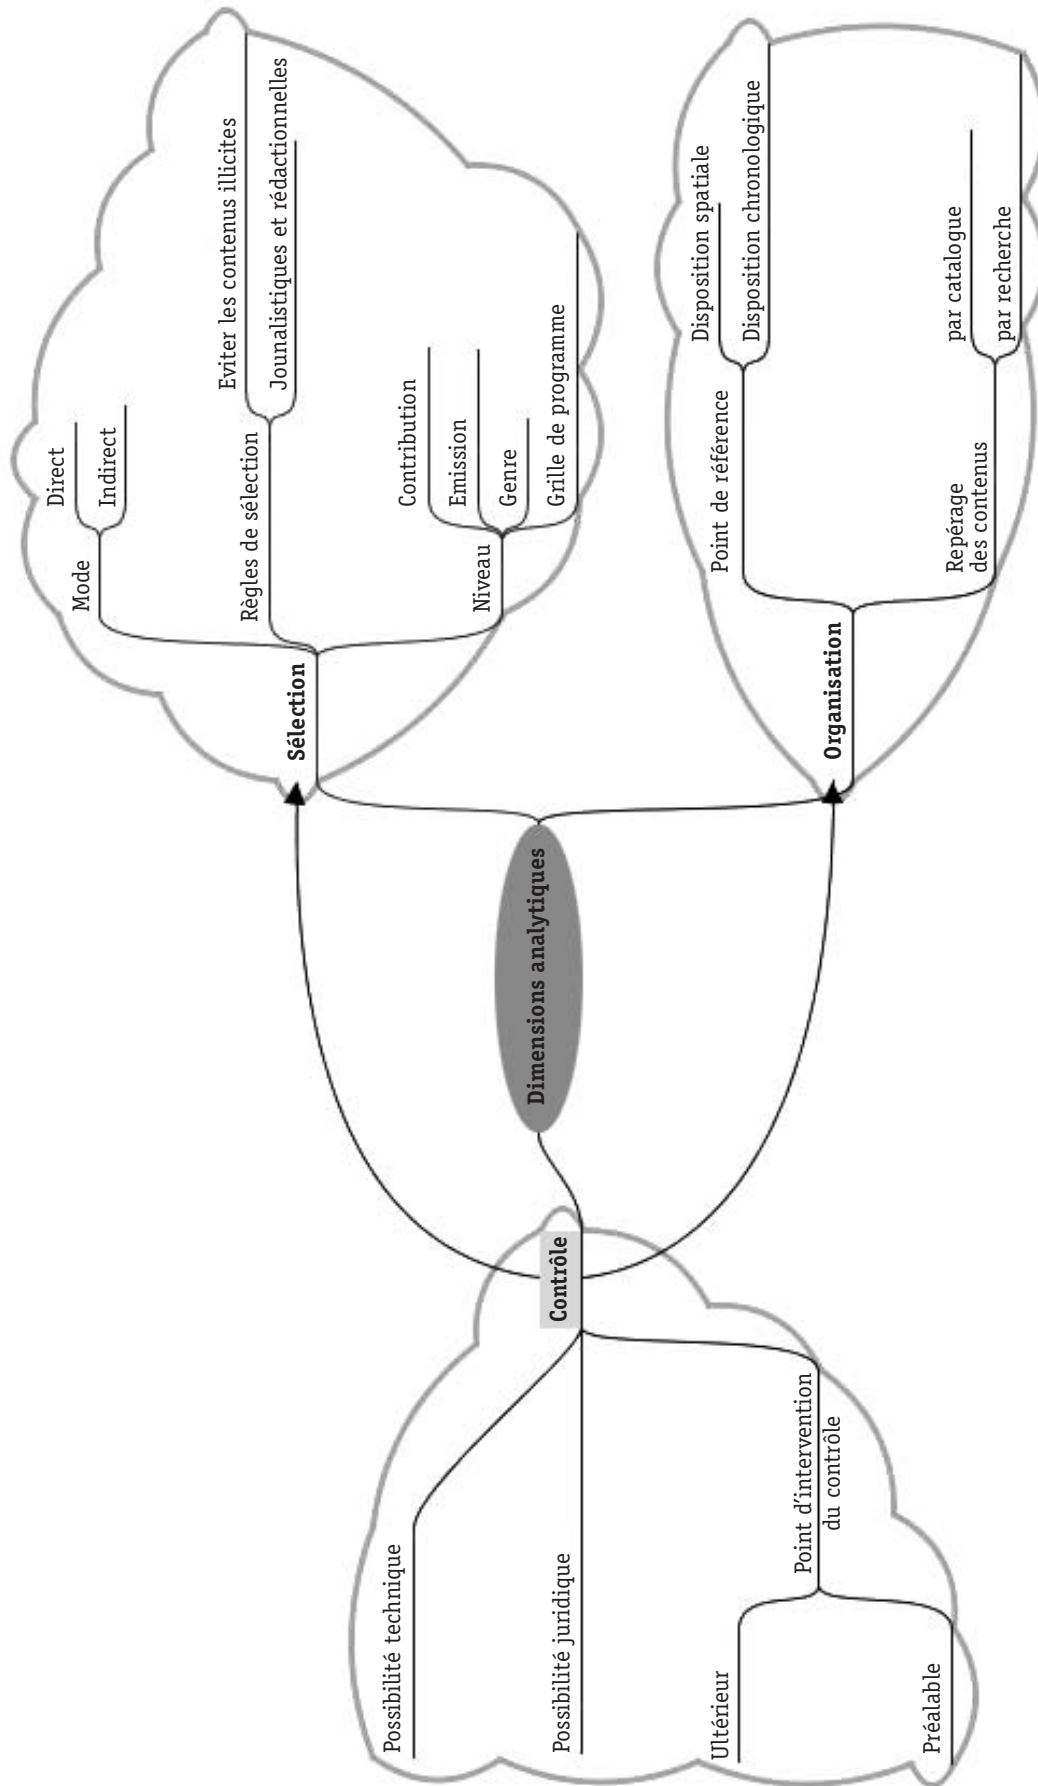 Possibilité technique
Possibilité juridique
Ultérieur
Préalable
Point d'intervention
du contrôle
Contrôle
Dimensions analytiques
Sélection
Mode
Direct
Indirect
Règles de sélection
Eviter les contenus illicites
Jounalistiques et rédactionnelles
Niveau
Contribution
Emission
Genre
Grille de programme
Organisation
Point de référence
Disposition spatiale
Disposition chronologique
Repérage
des contenus
par catalogue
par recherche